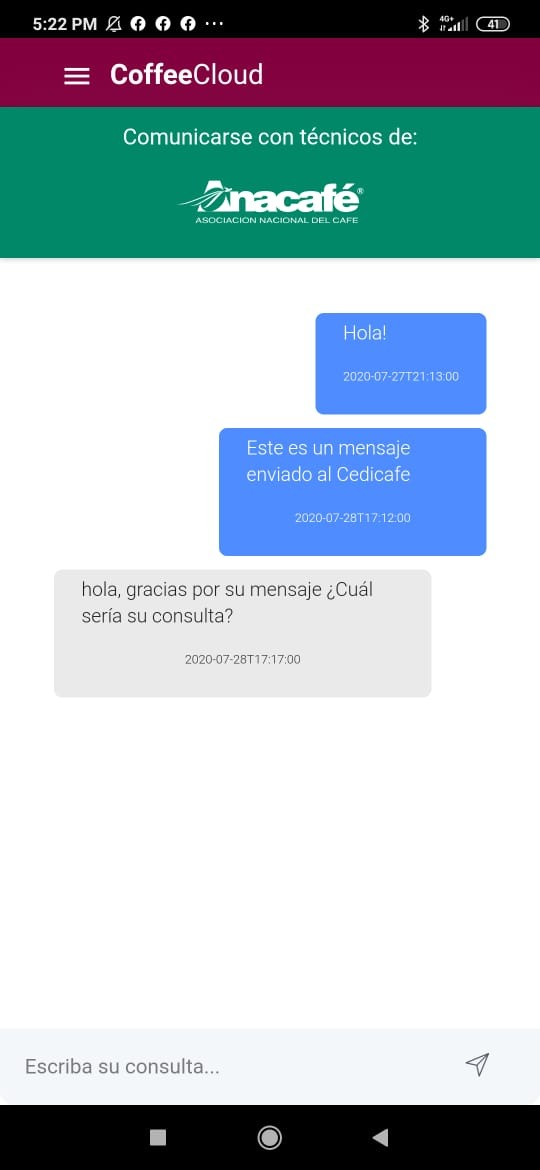 5:22 PM
4G+
41
CoffeeCloud
Comunicarse con técnicos de:
Anacafé®
ASOCIACION NACIONAL DEL CAFE
Hola!
2020-07-27T21:13:00
Este es un mensaje
enviado al Cedicafe
2020-07-28T17:12:00
hola, gracias por su mensaje ¿Cuál
sería su consulta?
2020-07-28T17:17:00
Escriba su consulta...